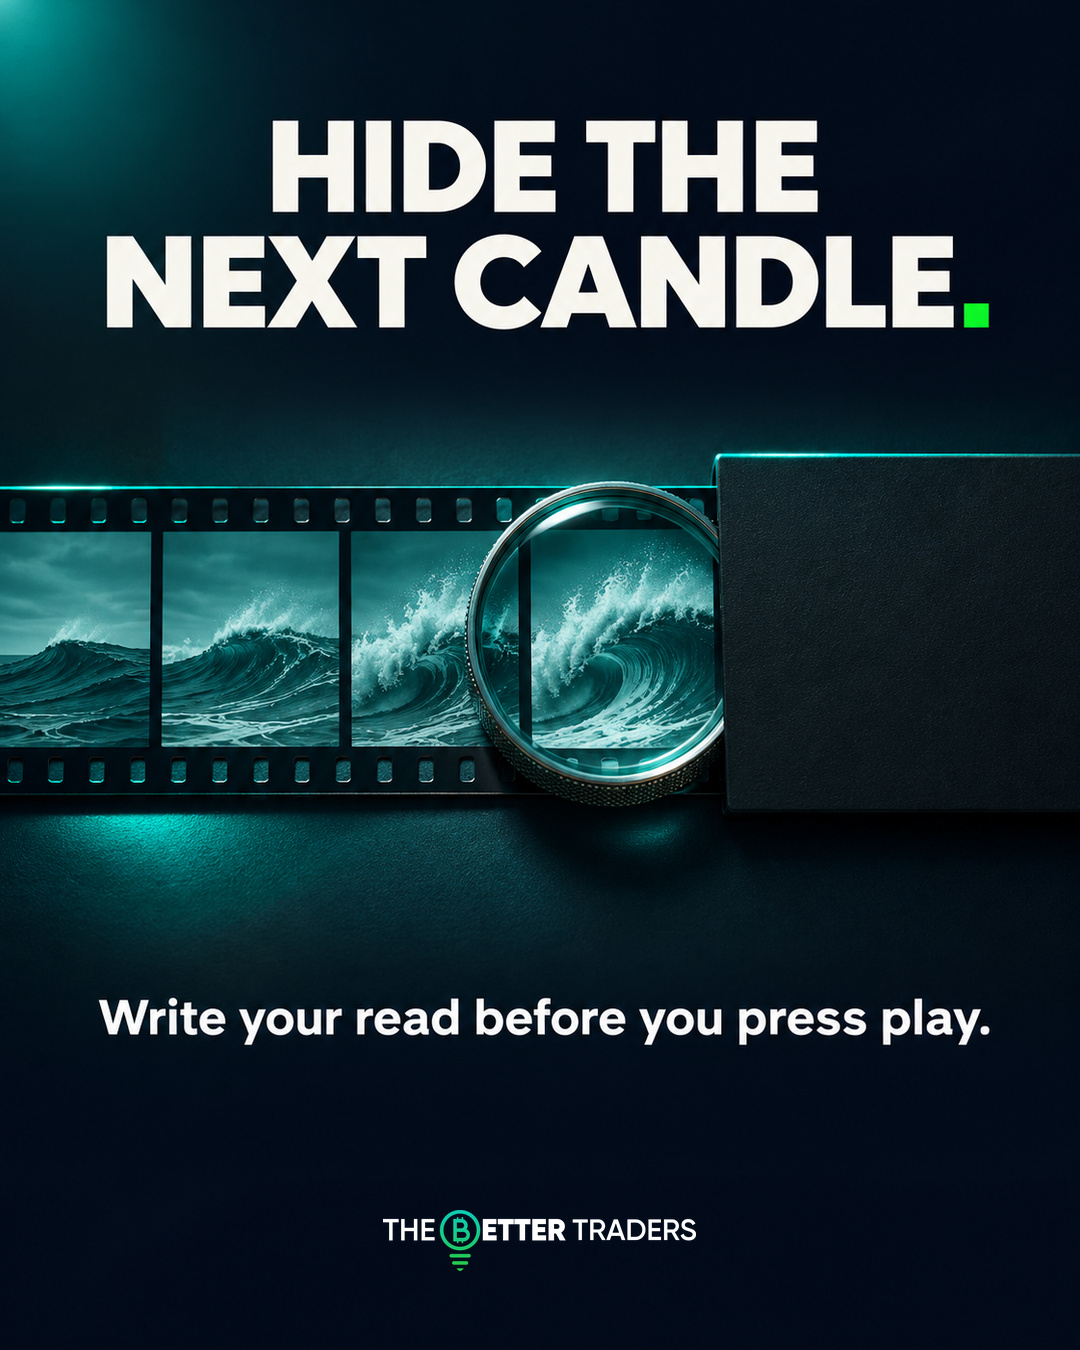 HIDE THE
NEXT CANDLE.
Write your read before you press play.
THE BETTER TRADERS